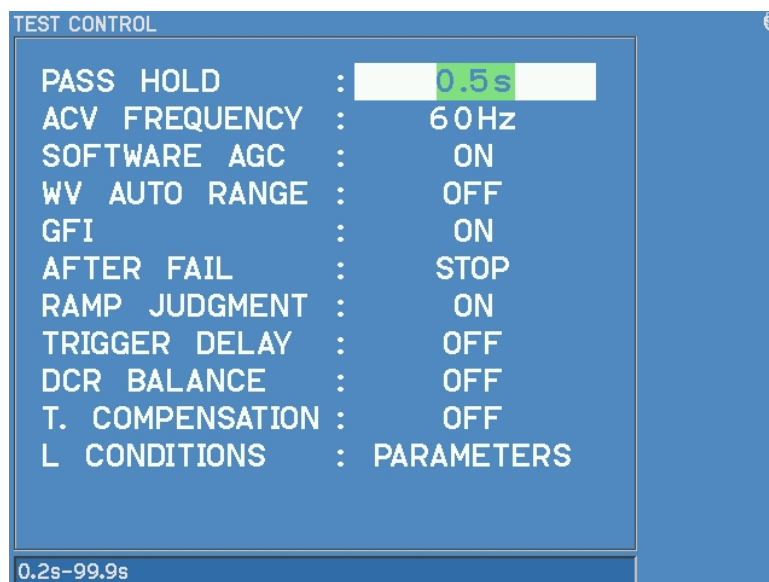 TEST CONTROL
PASS HOLD : 0.5s
ACV FREQUENCY : 60Hz
SOFTWARE AGC : ON
WV AUTO RANGE : OFF
GFI : ON
AFTER FAIL : STOP
RAMP JUDGMENT : ON
TRIGGER DELAY : OFF
DCR BALANCE : OFF
T. COMPENSATION : OFF
L CONDITIONS : PARAMETERS
0.2s-99.9s